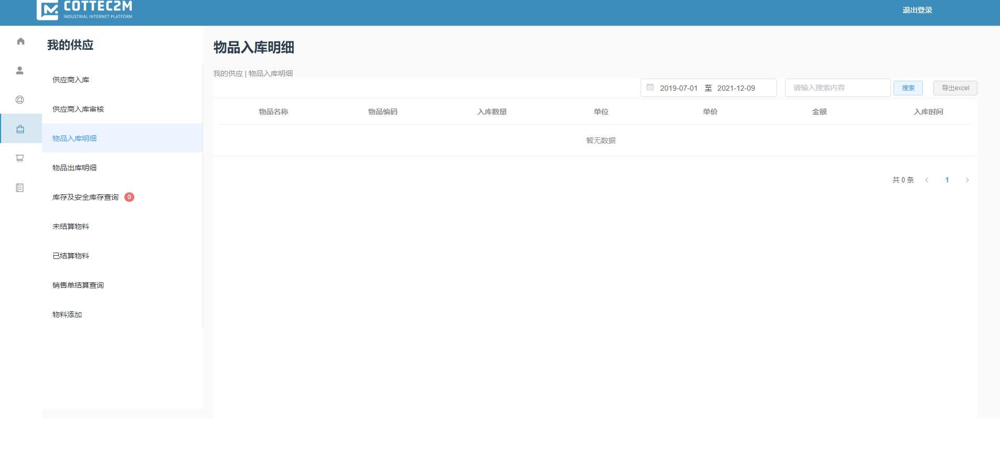 COTTEC2M
INDUSTRIAL INTERNET PLATFORM
退出登录
我的供应
供应商入库
供应商入库审核
物品入库明细
物品出库明细
库存及安全库存查询 0
未结算物料
已结算物料
销售单结算查询
物料添加
物品入库明细
我的供应 | 物品入库明细
2019-07-01 至 2021-12-09 请输入搜索内容 搜索 导出excel
物品名称 物品编码 入库数量 单位 单价 金额 入库时间
暂无数据
共 0 条 1